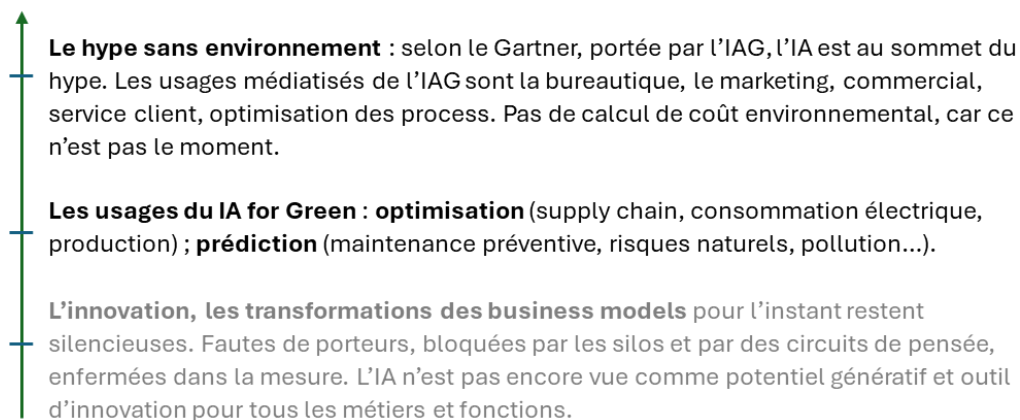 Le hype sans environnement : selon le Gartner, portée par l'IAG, l'IA est au sommet du
hype. Les usages médiatisés de l'IAG sont la bureautique, le marketing, commercial,
service client, optimisation des process. Pas de calcul de coût environnemental, car ce
n'est pas le moment.
Les usages du IA for Green : optimisation (supply chain, consommation électrique,
production) ; prédiction (maintenance préventive, risques naturels, pollution...).
L'innovation, les transformations des business models pour l'instant restent
silencieuses. Fautes de porteurs, bloquées par les silos et par des circuits de pensée,
enfermées dans la mesure. L'IA n'est pas encore vue comme potentiel génératif et outil
d'innovation pour tous les métiers et fonctions.